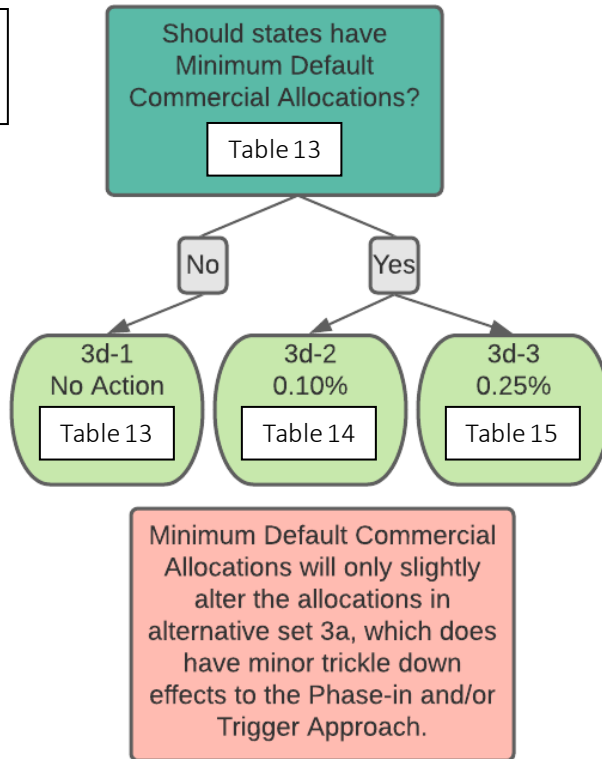 Should states have
Minimum Default
Commercial Allocations?
Table 13
No
Yes
3d-1
No Action
Table 13
3d-2
0.10%
Table 14
3d-3
0.25%
Table 15
Minimum Default Commercial
Allocations will only slightly
alter the allocations in
alternative set 3a, which does
have minor trickle down
effects to the Phase-in and/or
Trigger Approach.